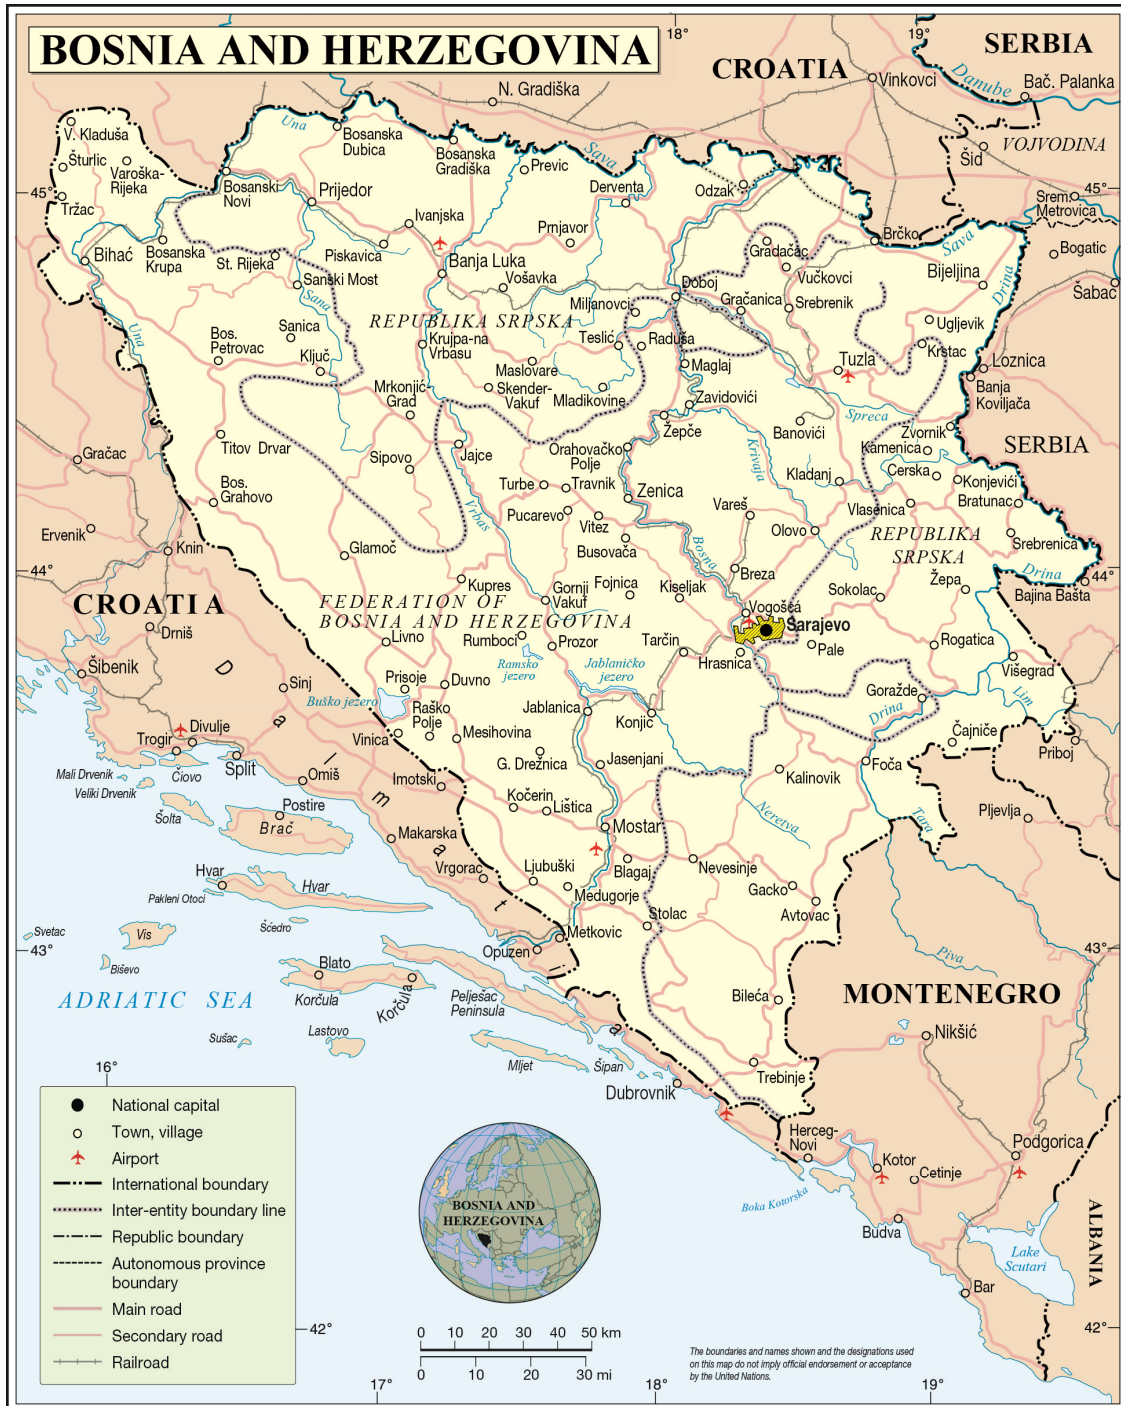 BOSNIA AND HERZEGOVINA
18°
19°
SERBIA
CROATIA
Vinkovci
Danube
Bač. Palanka
N. Gradiška
V. Kladuša
Una
Bosanska
Dubica
Bosanska
Gradiška
Previc
Sava
Šid
VOJVODINA
Šturlic
Varoška-
Rijeka
Tržac
45°
Bosanski
Novi
Prijedor
Derventa
Odzak
45°
Srem.
Metrovica
Ivanjska
Prnjavor
Brčko
Sava
Bogatic
Bihać
Bosanska
Krupa
St. Rijeka
Piskavica
Banja Luka
Gradačac
Vučkovci
Bijeljina
Drina
Šabac
Sanski Most
Sana
Vošavka
Doboj
Miljanovci
Gračanica
Srebrenik
Una
REPUBLIKA SRPSKA
Ugljevik
Bos.
Petrovac
Sanica
Ključ
Krujpa-na
Vrbasu
Teslić
Raduša
Krstac
Loznica
Maslovare
Maglaj
Tuzla
Banja
Koviljača
Mrkonjić-
Grad
Skender-
Vakuf
Mladikovine
Zavidovići
Spreca
Žepče
Banovići
Zvornik
SERBIA
Gračac
Titov Drvar
Jajce
Orahovačko
Polje
Krivaja
Kamenica
Sipovo
Cerska
Konjevići
Bos.
Grahovo
Turbe
Travnik
Zenica
Kladanj
Bratunac
Vrbas
Pucarevo
Vareš
Vlasenica
Ervenik
Vitez
Olovo
REPUBLIKA
SRPSKA
Srebrenica
Knin
Glamoč
Busovača
Bosna
44°
Breza
Drina
44°
Kupres
Gornji
Vakuf
Fojnica
Kiseljak
Sokolac
Žepa
Bajina Bašta
CROATIA
FEDERATION OF
BOSNIA AND HERZEGOVINA
Vogošća
Sarajevo
Drniš
Livno
Rumboci
Prozor
Tarčin
Pale
Rogatica
Hrasnica
Višegrad
Šibenik
Ramsko
jezero
Jablaničko
jezero
Sinj
Prisoje
Duvno
Goražde
Lim
Buško jezero
Raško
Polje
Jablanica
Konjic
Drina
Divulje
Trogir
Vinica
Mesihovina
Čajniče
Priboj
Split
Čiovo
Mali Drvenik
Veliki Drvenik
Omiš
Imotski
G. Drežnica
Jasenjani
Kalinovik
Foča
Šolta
Postire
Brač
Kočerin
Lištica
Neretva
Tara
Pljevlja
Makarska
Mostar
Dalmatia
Vrgorac
Ljubuški
Blagaj
Nevesinje
Hvar
Hvar
Pakleni Otoci
Medugorje
Gacko
Avtovac
Šćedro
Stolac
Svetac
Vis
Metkovic
43°
Opuzen
43°
Biševo
Blato
Piva
ADRIATIC SEA
Korčula
Korčula
Pelješac
Peninsula
Bileća
MONTENEGRO
Sušac
Lastovo
Nikšić
16°
Mljet
Šipan
Trebinje
Dubrovnik
National capital
Town, village
Airport
International boundary
Inter-entity boundary line
Republic boundary
Autonomous province
boundary
Main road
Secondary road
Railroad
Herceg-
Novi
Podgorica
Kotor
Cetinje
BOSNIA AND
HERZEGOVINA
Boka Kotorska
Budva
ALBANIA
Lake
Scutari
Bar
42°
0 10 20 30 40 50 km
0 10 20 30 mi
The boundaries and names shown and the designations used
on this map do not imply official endorsement or acceptance
by the United Nations.
42°
17°
18°
19°